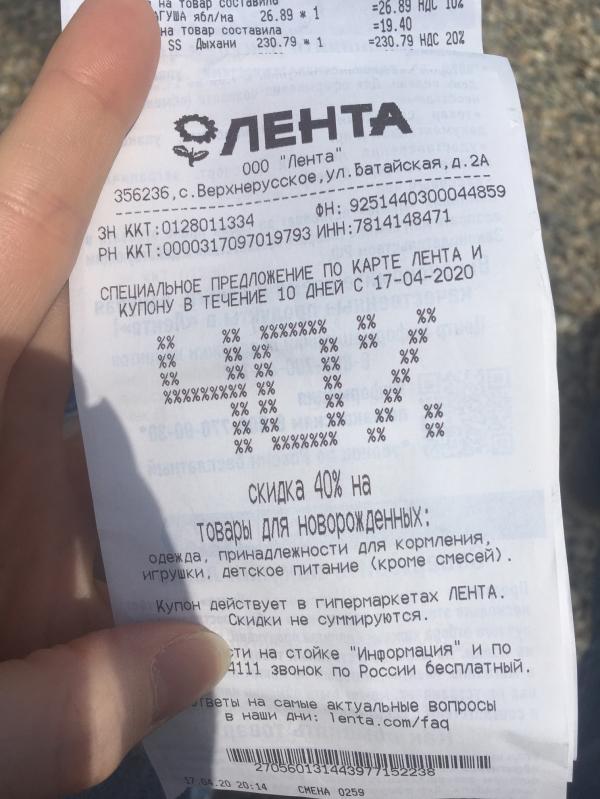 на товар составила
26.89 * 1 =26.89 НДС 10%
на товар составила =19.40
SS Дыхани 230.79 * 1 =230.79 НДС 20%
ЛЕНТА
ООО "Лента"
356236,с.Верхнерусское,ул.Батайская,д.2А
ЗН ККТ:0128011334 ФН: 9251440300044859
РН ККТ:0000317097019793 ИНН:7814148471
СПЕЦИАЛЬНОЕ ПРЕДЛОЖЕНИЕ ПО КАРТЕ ЛЕНТА И
КУПОНУ В ТЕЧЕНИЕ 10 ДНЕЙ С 17-04-2020
40%
скидка 40% на
товары для новорожденных:
одежда, принадлежности для кормления,
игрушки, детское питание (кроме смесей).
Купон действует в гипермаркетах ЛЕНТА.
Скидки не суммируются.
на стойке "Информация" и по
4111 звонок по России бесплатный.
ответы на самые актуальные вопросы
в наши дни: lenta.com/faq
270560131443977152238
17.04.20 20:14 СМЕНА 0259